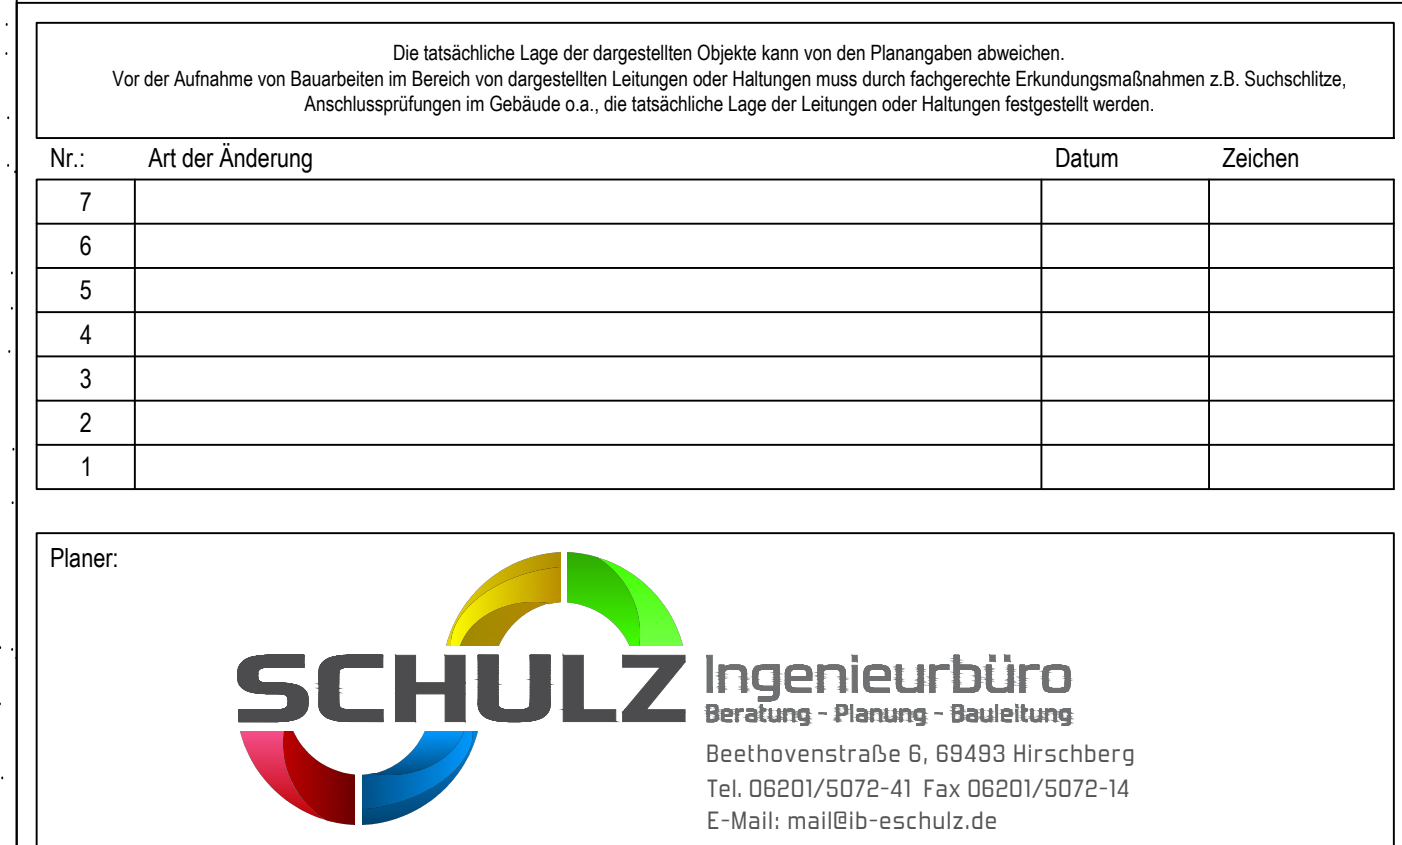 Die tatsächliche Lage der dargestellten Objekte kann von den Planangaben abweichen.
Vor der Aufnahme von Bauarbeiten im Bereich von dargestellten Leitungen oder Haltungen muss durch fachgerechte Erkundungsmaßnahmen z.B. Suchschlitze,
Anschlussprüfungen im Gebäude o.a., die tatsächliche Lage der Leitungen oder Haltungen festgestellt werden.
Nr.: Art der Änderung Datum Zeichen
7
6
5
4
3
2
1
Planer:
SCHULZ Ingenieurbüro
Beratung - Planung - Bauleitung
Beethovenstraße 6, 69493 Hirschberg
Tel. 06201/5072-41 Fax 06201/5072-14
E-Mail: mail@ib-eschulz.de